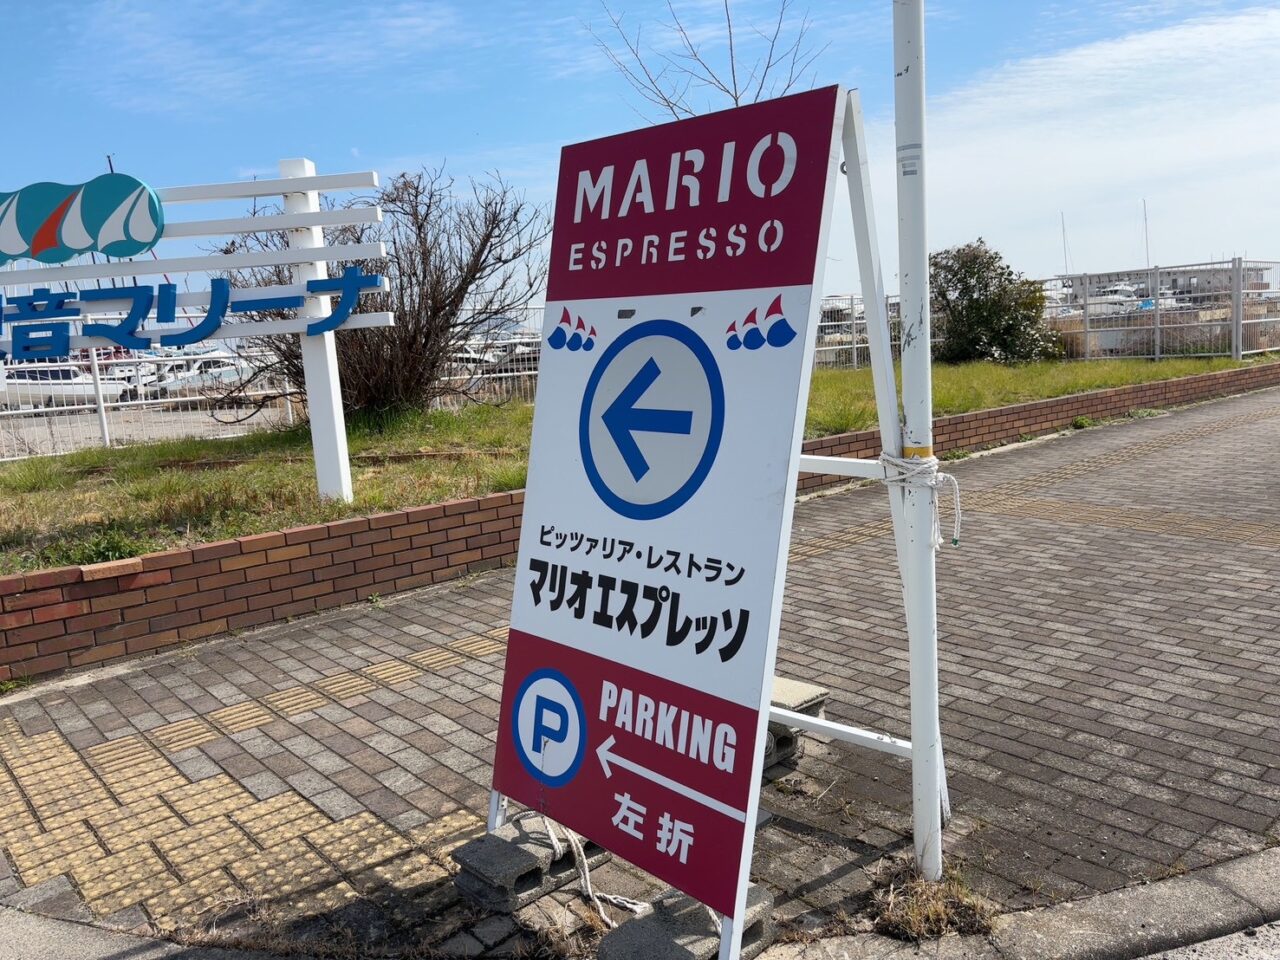 MARIO
ESPRESSO
ピッツァリア・レストラン
マリオエスプレッソ
P
PARKING
左折
音マリーナ